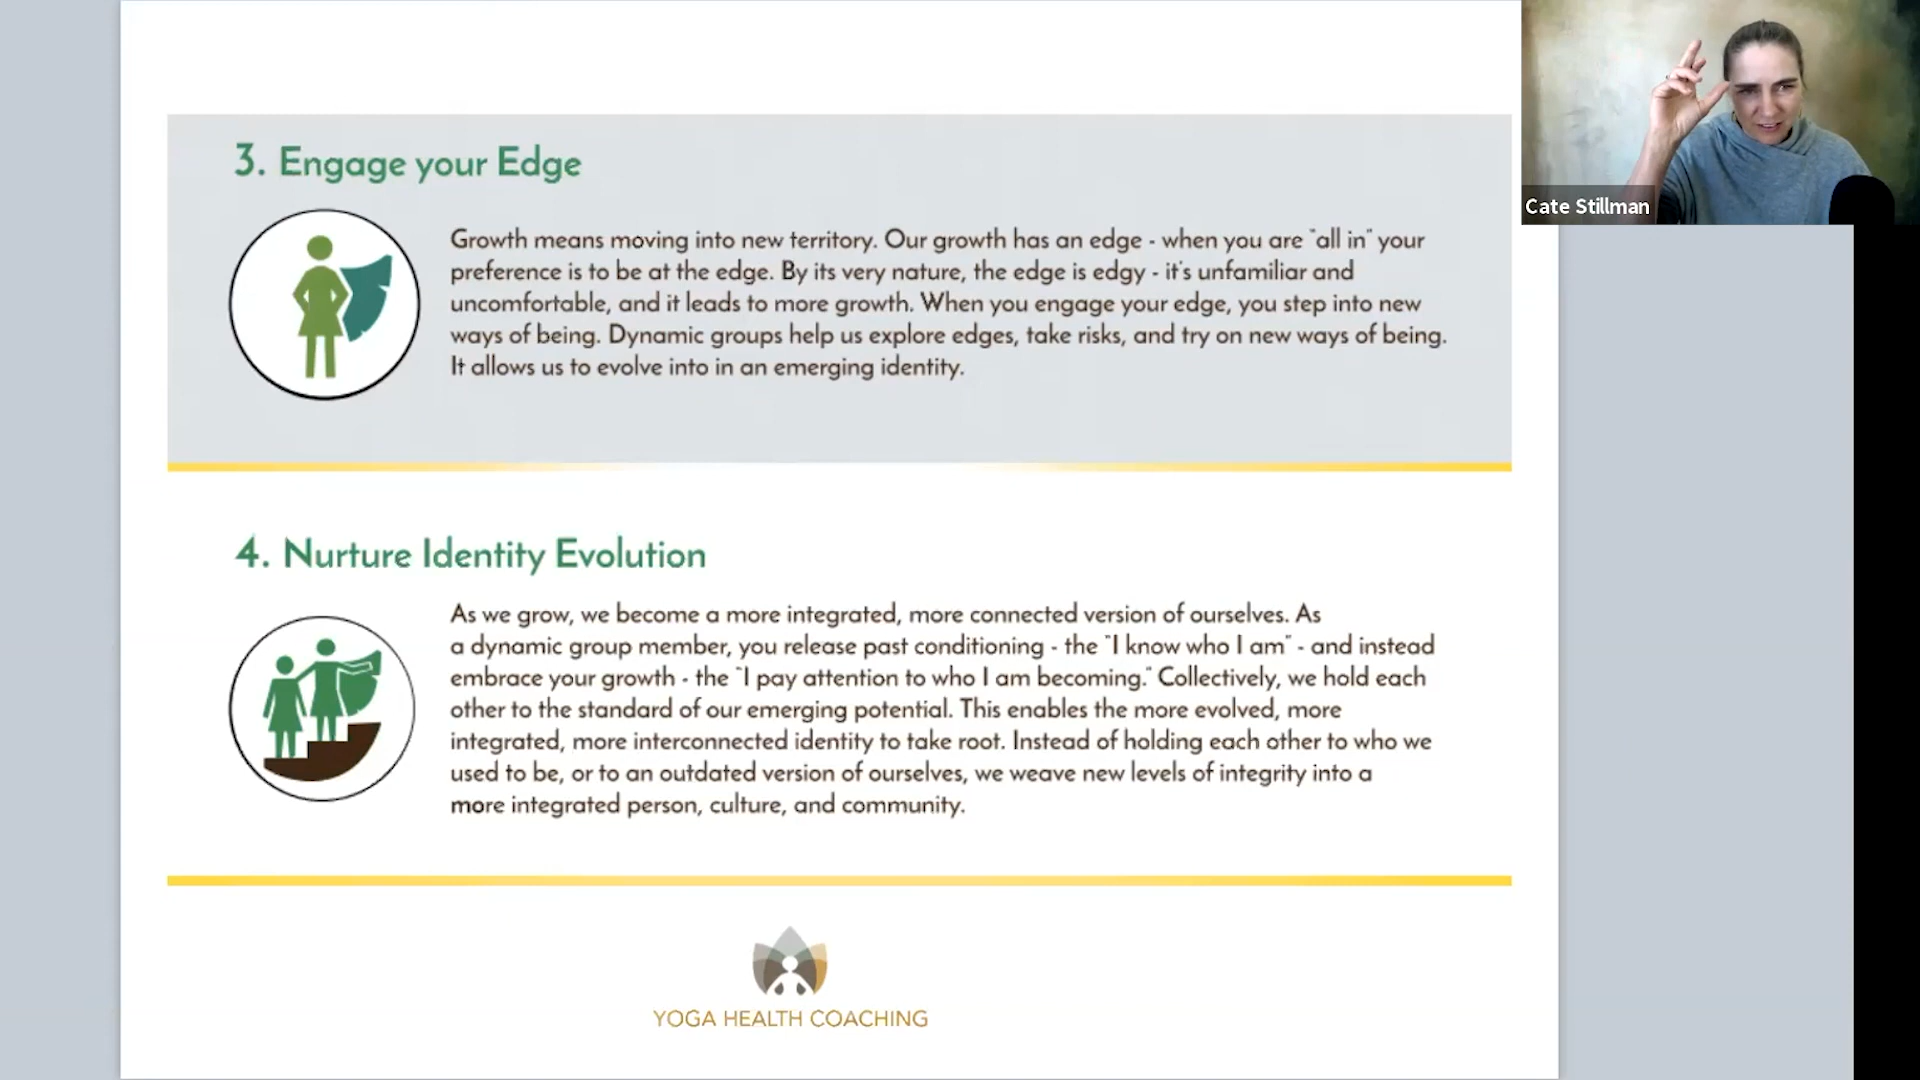 3. Engage your Edge
Growth means moving into new territory. Our growth has an edge - when you are "all in" your
preference is to be at the edge. By its very nature, the edge is edgy - it's unfamiliar and
uncomfortable, and it leads to more growth. When you engage your edge, you step into new
ways of being. Dynamic groups help us explore edges, take risks, and try on new ways of being.
It allows us to evolve into in an emerging identity.
4. Nurture Identity Evolution
As we grow, we become a more integrated, more connected version of ourselves. As
a dynamic group member, you release past conditioning - the "I know who I am" - and instead
embrace your growth - the "I pay attention to who I am becoming." Collectively, we hold each
other to the standard of our emerging potential. This enables the more evolved, more
integrated, more interconnected identity to take root. Instead of holding each other to who we
used to be, or to an outdated version of ourselves, we weave new levels of integrity into a
more integrated person, culture, and community.
YOGA HEALTH COACHING
Cate Stillman